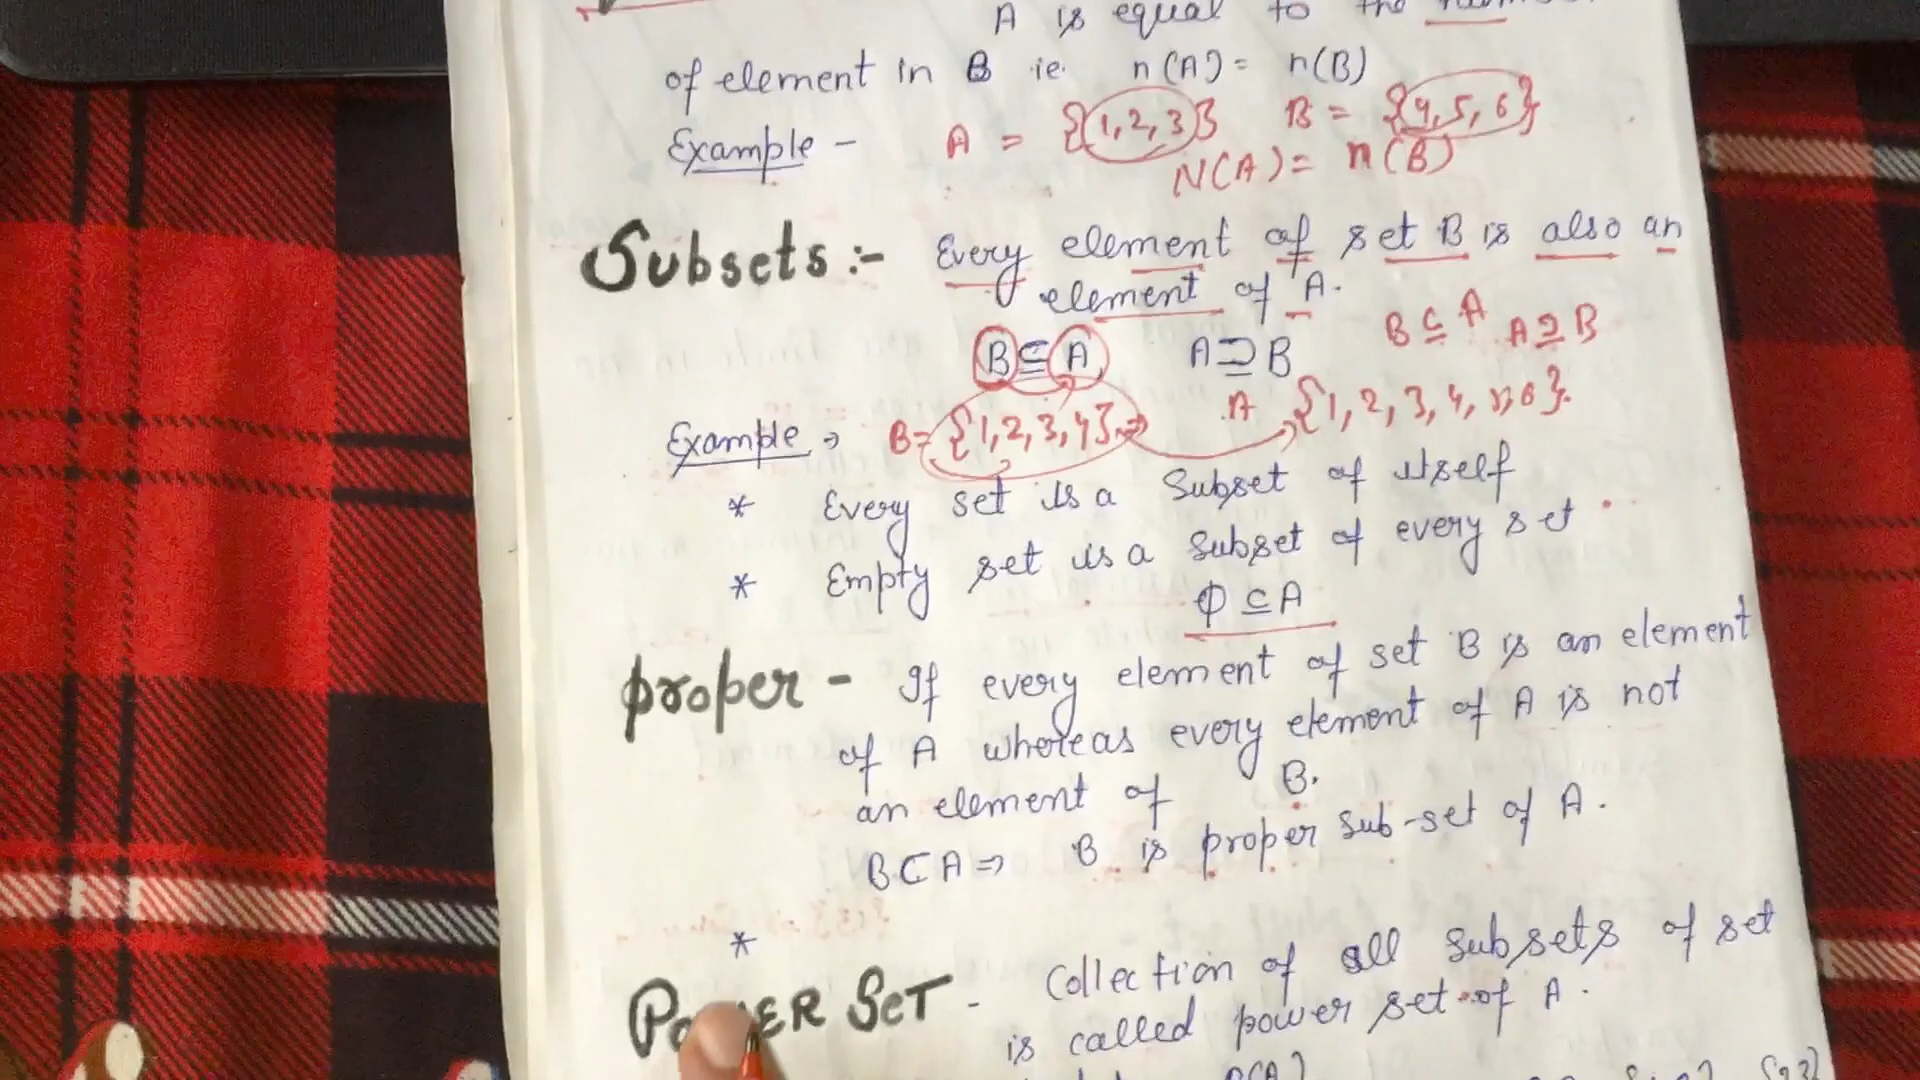 A is equal to the
of element in B ie. n(A) = n(B)
Example - A = {1,2,3} B = {4,5,6}
N(A) = n(B)
Subsets :- Every element of set B is also an
element of A.
B ⊆ A A ⊇ B B ⊆ A A ⊇ B
Example → B = {1,2,3,4} ⇒ A {1, 2, 3, 4, 5, 6}.
* Every set is a Subset of itself
* Empty set is a subset of every set
ϕ ⊆ A
proper - If every element of set B is an element
of A whereas every element of A is not
an element of B.
B ⊂ A ⇒ B is proper sub-set of A.
*
POWER SET - Collection of all subsets of set
is called power set of A.
P(A)